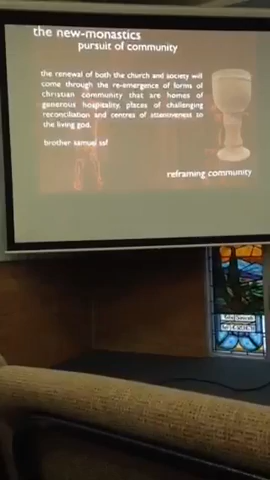 the new-monastics
pursuit of community
the renewal of both the church and society will
come through the re-emergence of forms of
christian community that are homes of
generous hospitality, places of challenging
reconciliation and centres of attentiveness to
the living god.
brother samuel ssf
reframing community